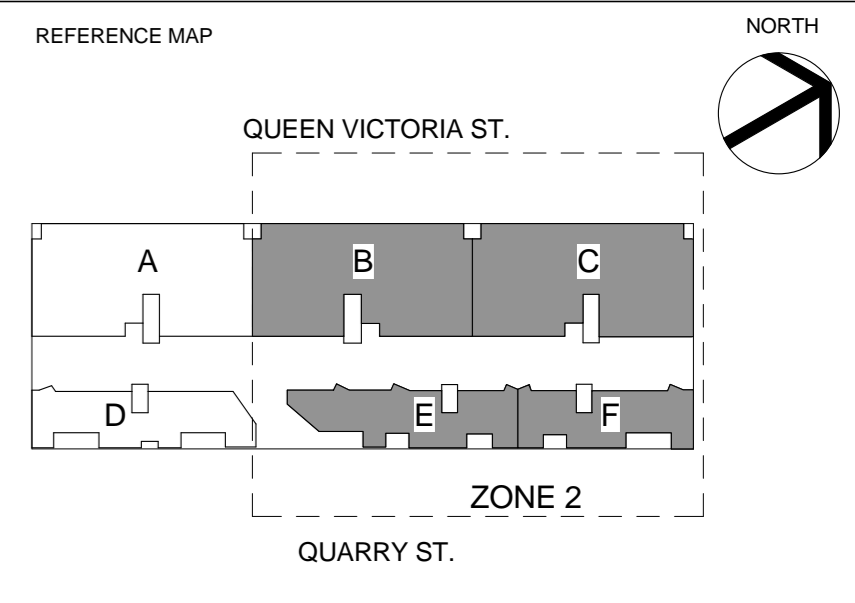 REFERENCE MAP
NORTH
QUEEN VICTORIA ST.
A
B
C
D
E
F
ZONE 2
QUARRY ST.